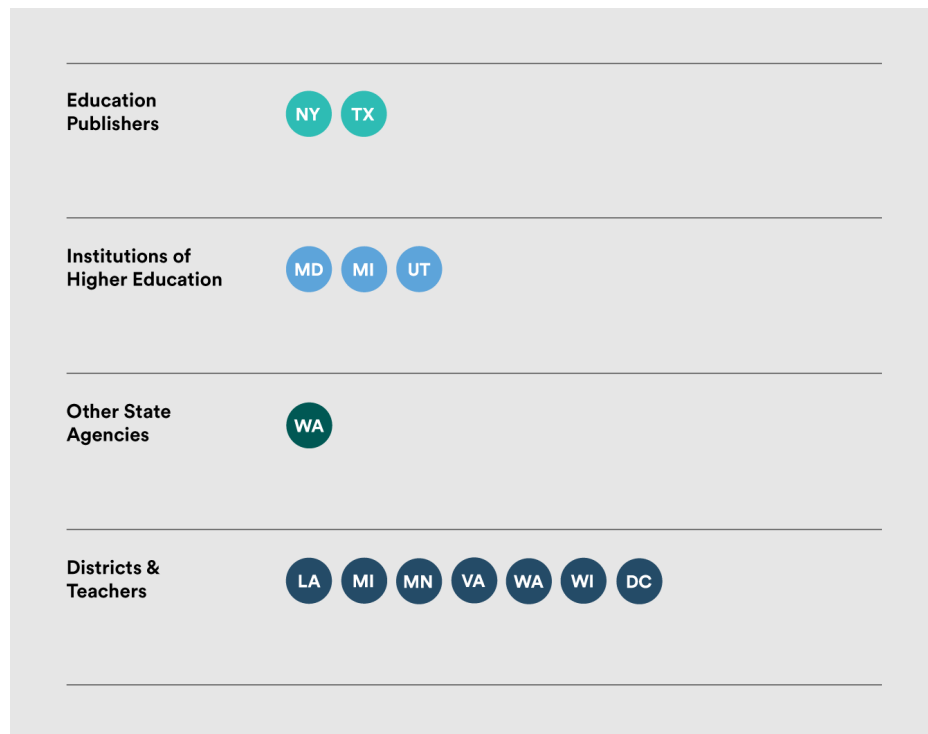 Education
Publishers
NY TX
Institutions of
Higher Education
MD MI UT
Other State
Agencies
WA
Districts &
Teachers
LA MI MN VA WA WI DC